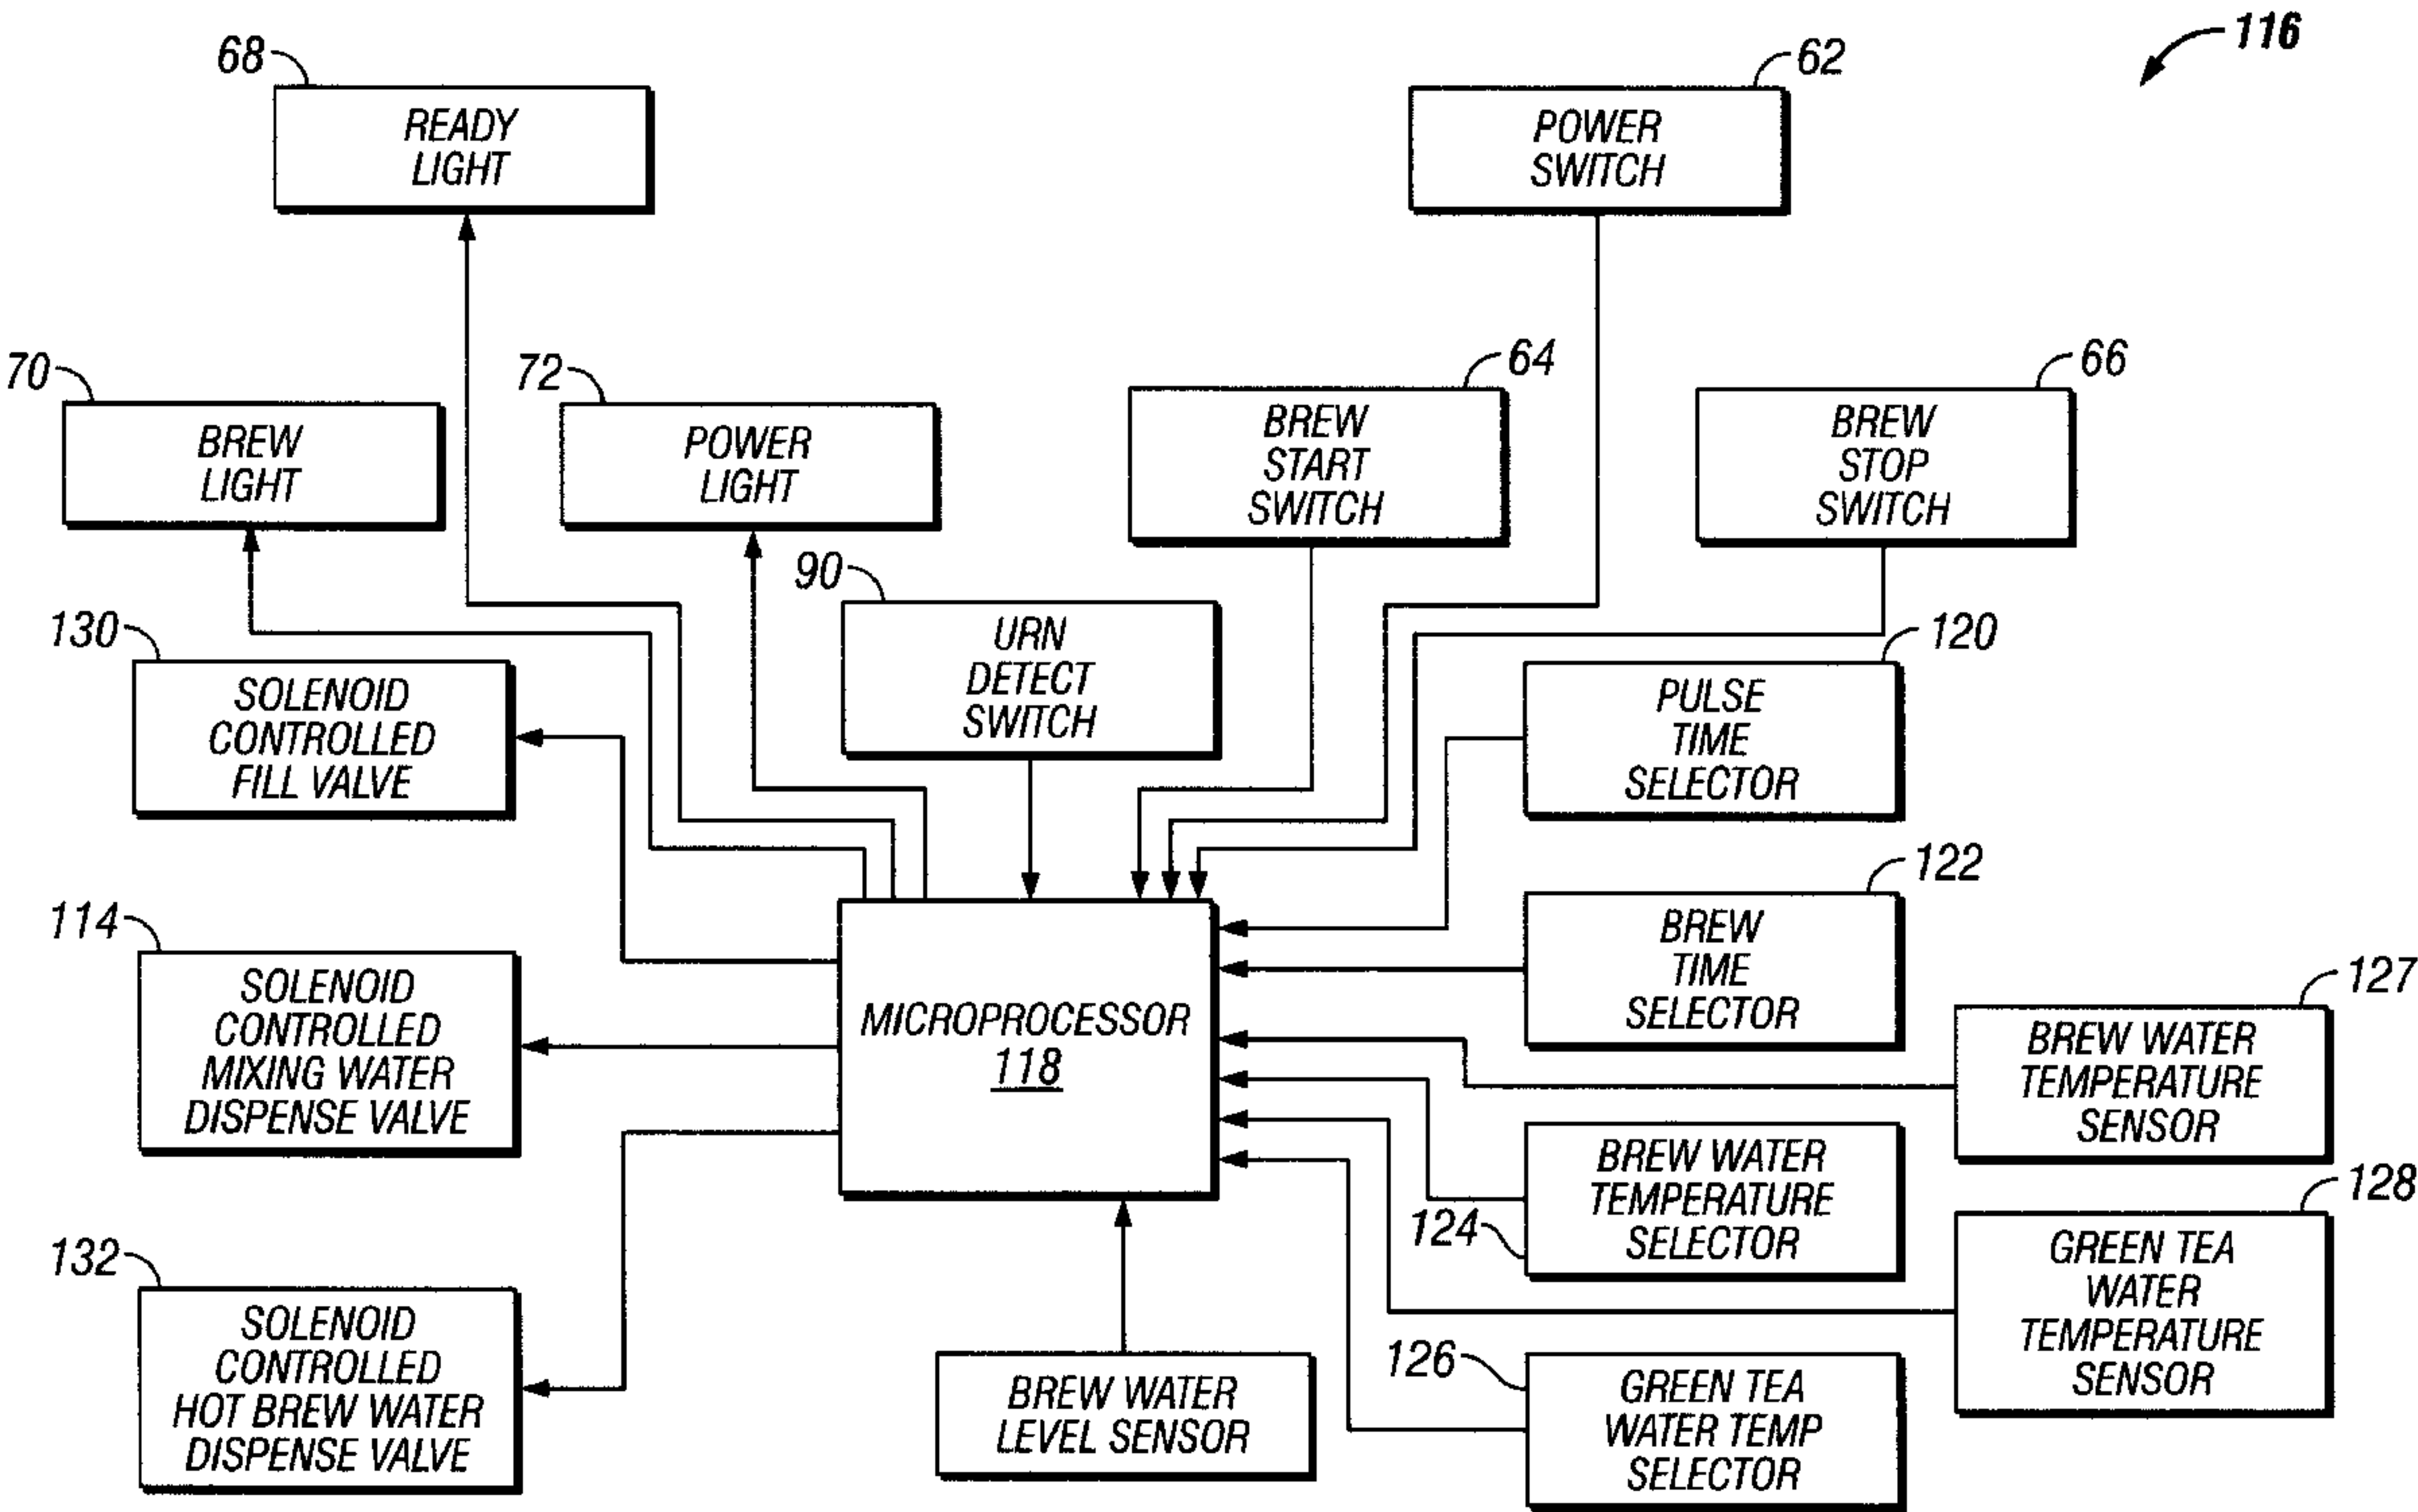 116
68
READY
LIGHT
62
POWER
SWITCH
70
BREW
LIGHT
72
POWER
LIGHT
64
BREW
START
SWITCH
66
BREW
STOP
SWITCH
90
URN
DETECT
SWITCH
130
SOLENOID
CONTROLLED
FILL VALVE
120
PULSE
TIME
SELECTOR
122
BREW
TIME
SELECTOR
114
SOLENOID
CONTROLLED
MIXING WATER
DISPENSE VALVE
MICROPROCESSOR
118
127
BREW WATER
TEMPERATURE
SENSOR
124
BREW WATER
TEMPERATURE
SELECTOR
128
GREEN TEA
WATER
TEMPERATURE
SENSOR
132
SOLENOID
CONTROLLED
HOT BREW WATER
DISPENSE VALVE
BREW WATER
LEVEL SENSOR
126
GREEN TEA
WATER TEMP
SELECTOR